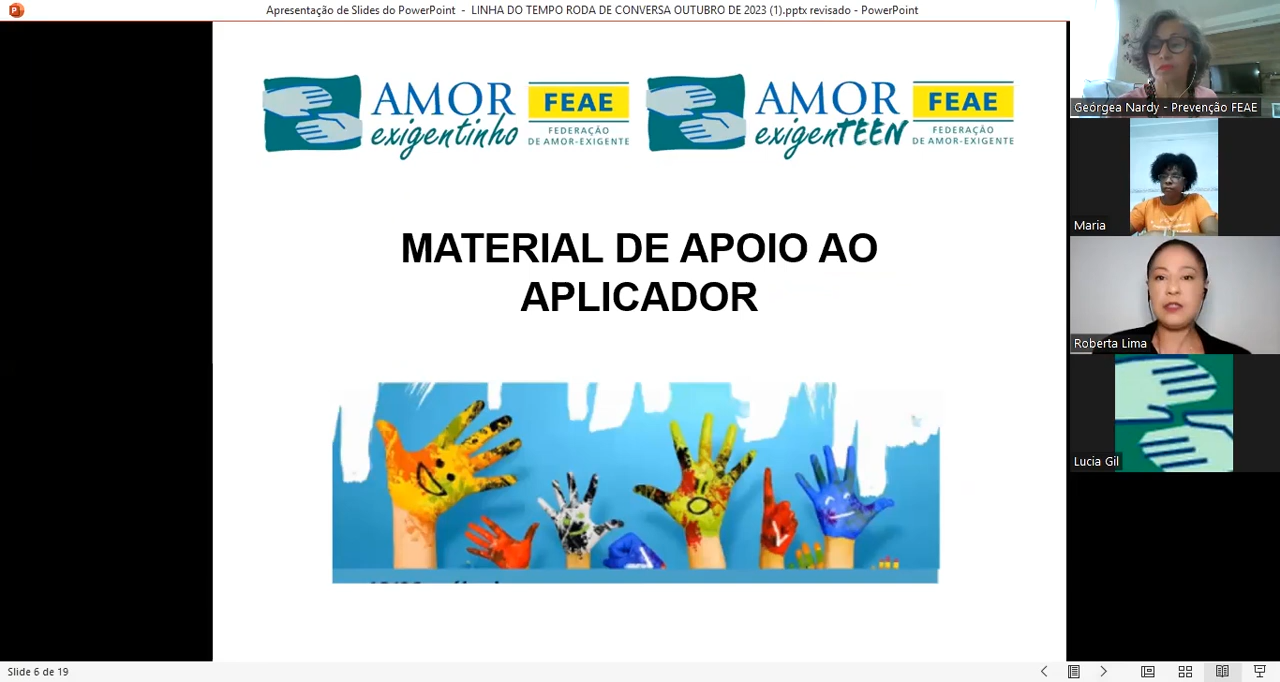 Apresentação de Slides do PowerPoint - LINHA DO TEMPO RODA DE CONVERSA OUTUBRO DE 2023 (1).pptx revisado - PowerPoint
AMOR
exigentinho
FEAE
FEDERAÇÃO
DE AMOR-EXIGENTE
AMOR
exigenTEEN
FEAE
FEDERAÇÃO
DE AMOR-EXIGENTE
MATERIAL DE APOIO AO
APLICADOR
Geórgea Nardy - Prevenção FEAE
Maria
Roberta Lima
Lucia Gil
Slide 6 de 19